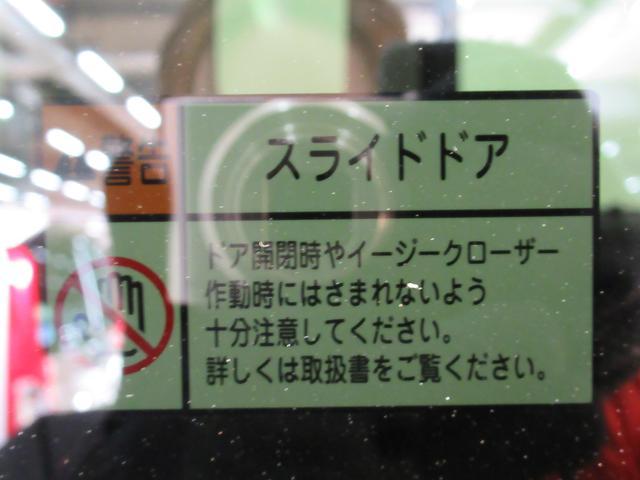 警告
スライドドア
ドア開閉時やイージークローザー
作動時にはさまれないよう
十分注意してください。
詳しくは取扱書をご覧ください。